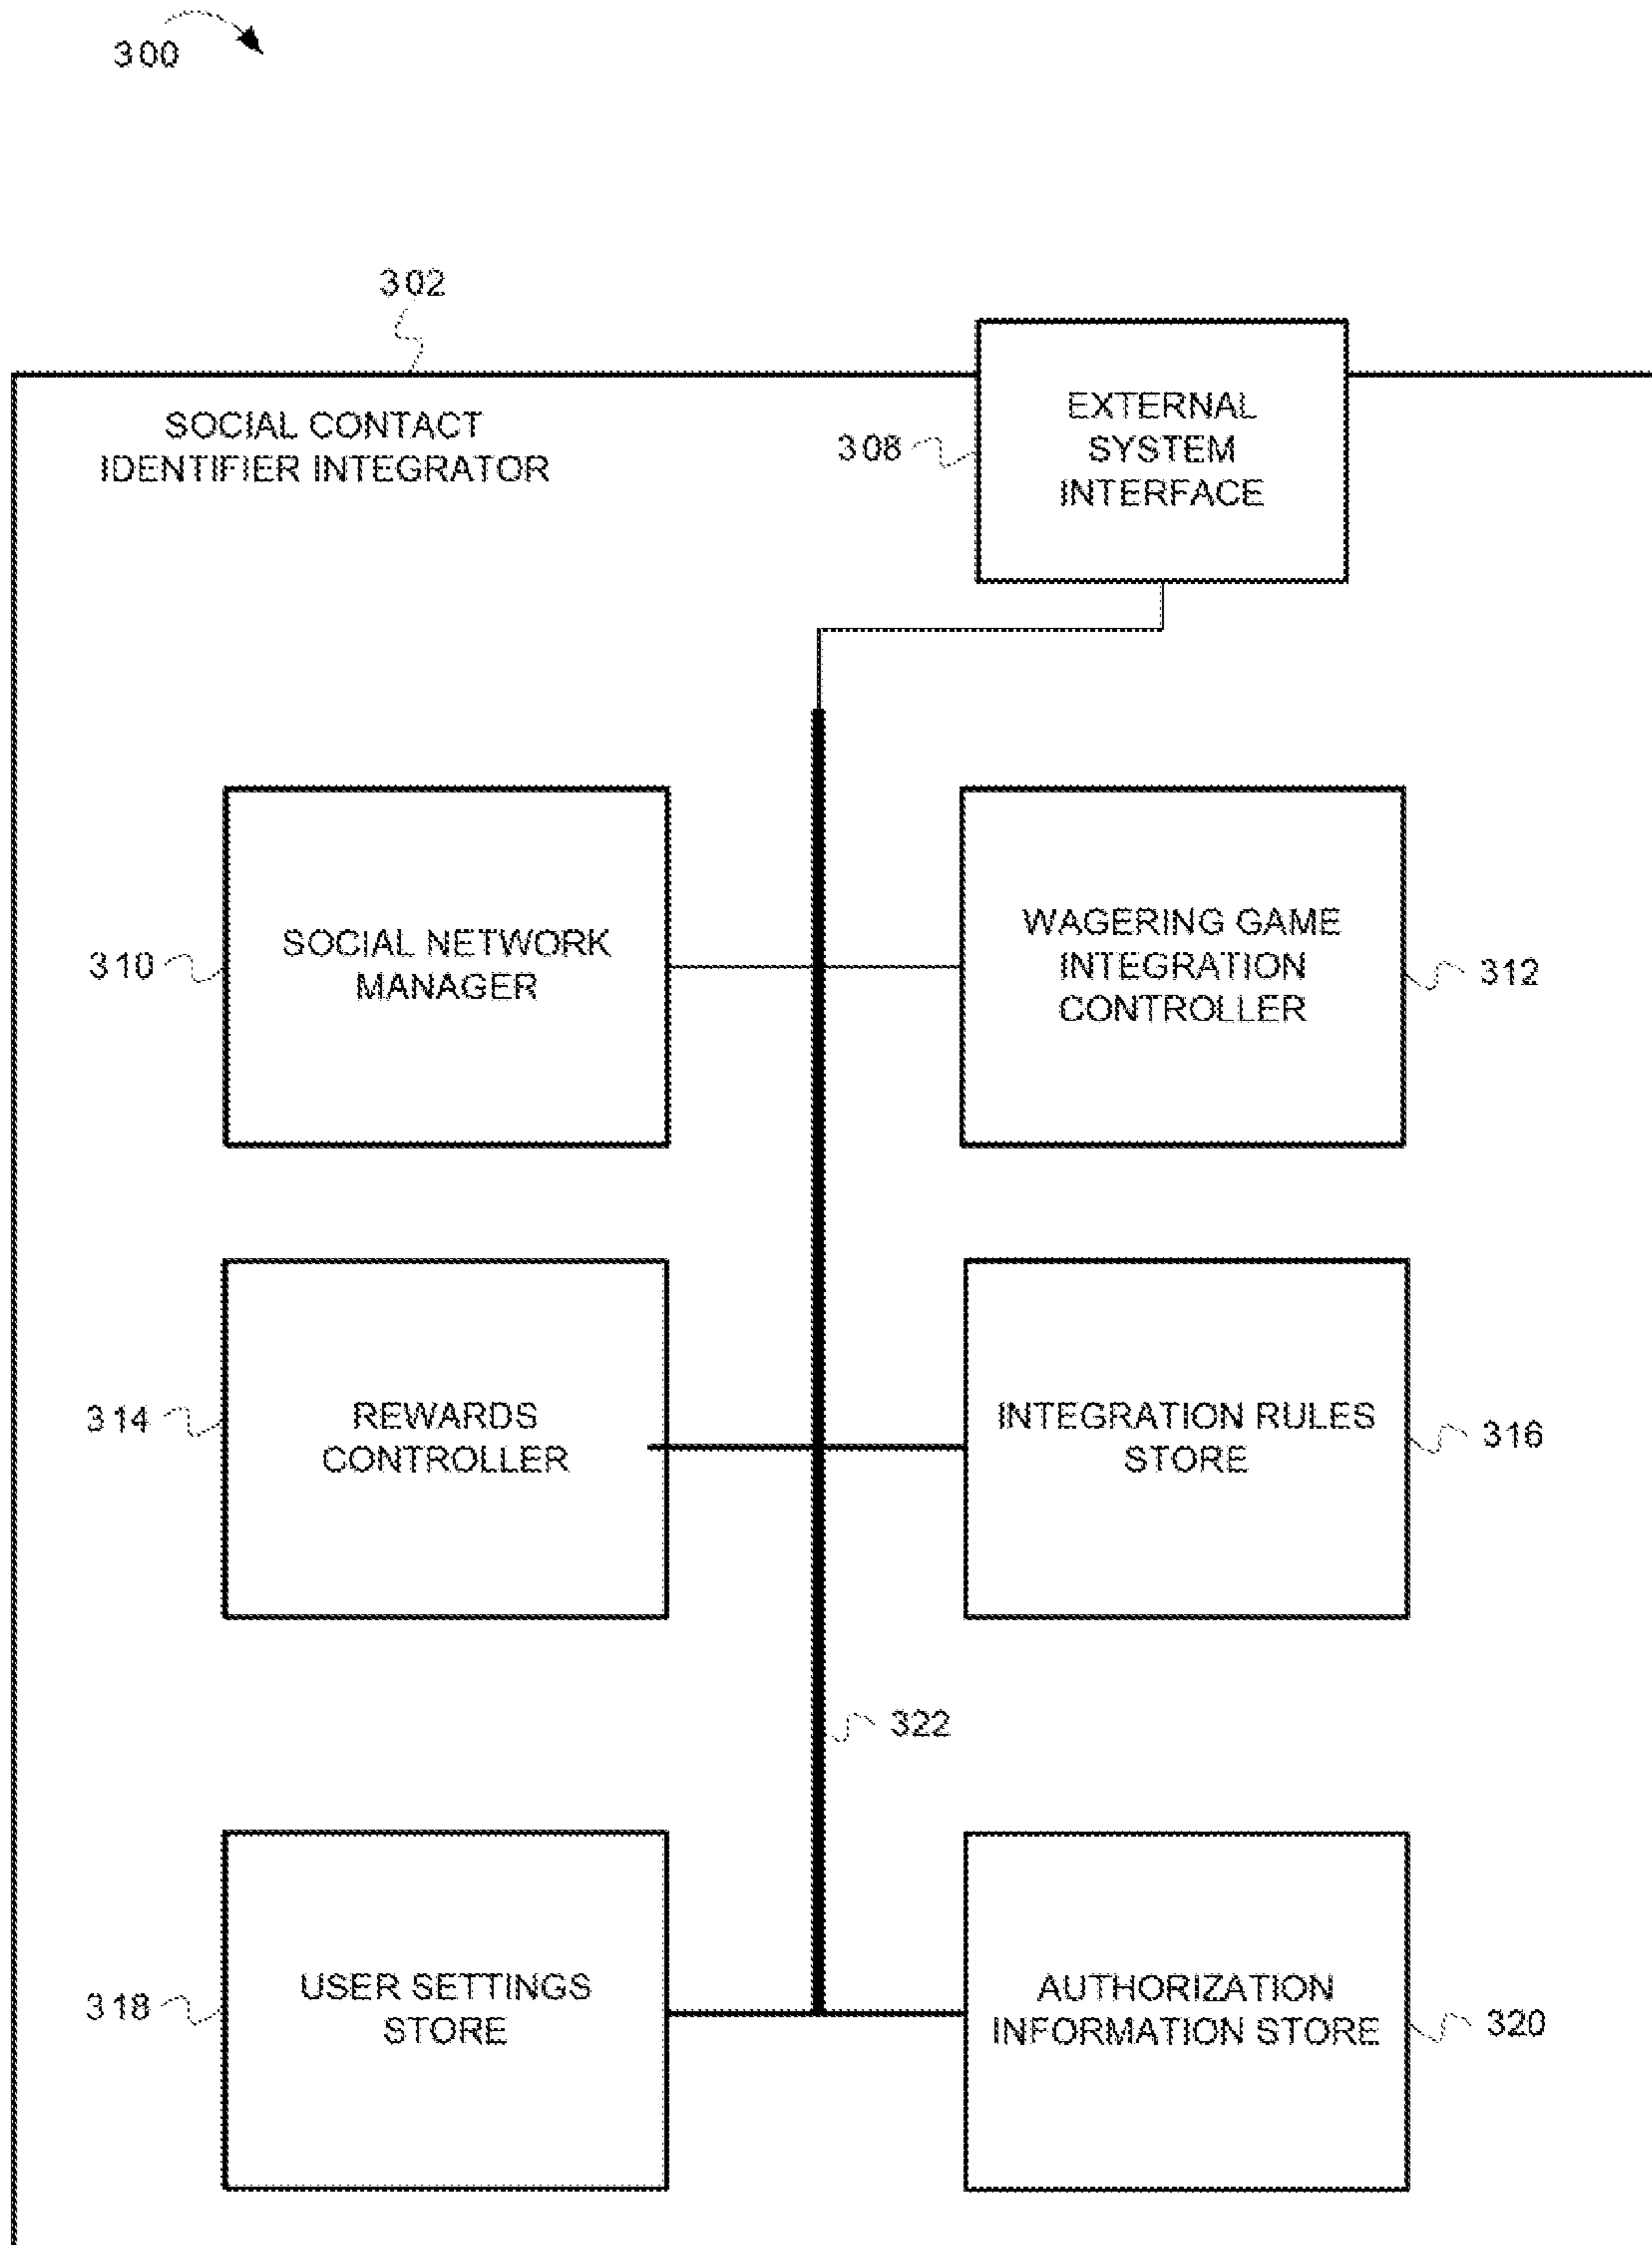 300
302
SOCIAL CONTACT
IDENTIFIER INTEGRATOR
308
EXTERNAL
SYSTEM
INTERFACE
310
SOCIAL NETWORK
MANAGER
WAGERING GAME
INTEGRATION
CONTROLLER
312
314
REWARDS
CONTROLLER
INTEGRATION RULES
STORE
316
322
318
USER SETTINGS
STORE
AUTHORIZATION
INFORMATION STORE
320